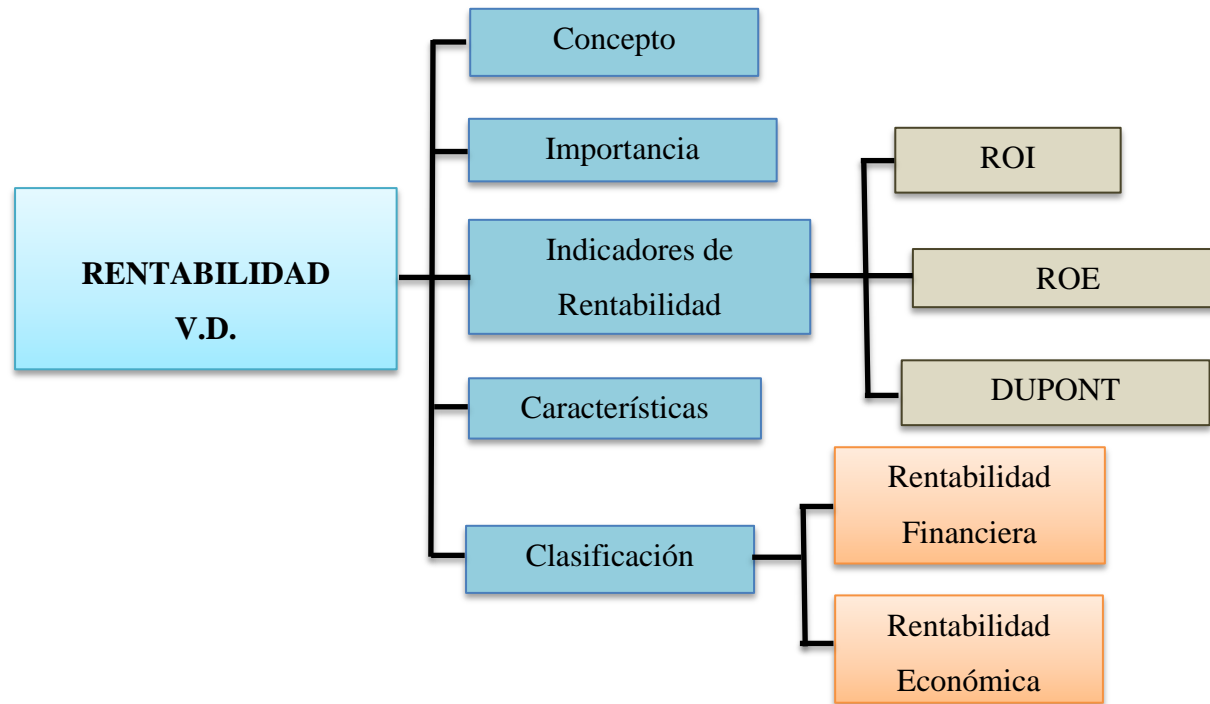 RENTABILIDAD
V.D.
Concepto
Importancia
Indicadores de
Rentabilidad
Características
Clasificación
ROI
ROE
DUPONT
Rentabilidad
Financiera
Rentabilidad
Económica